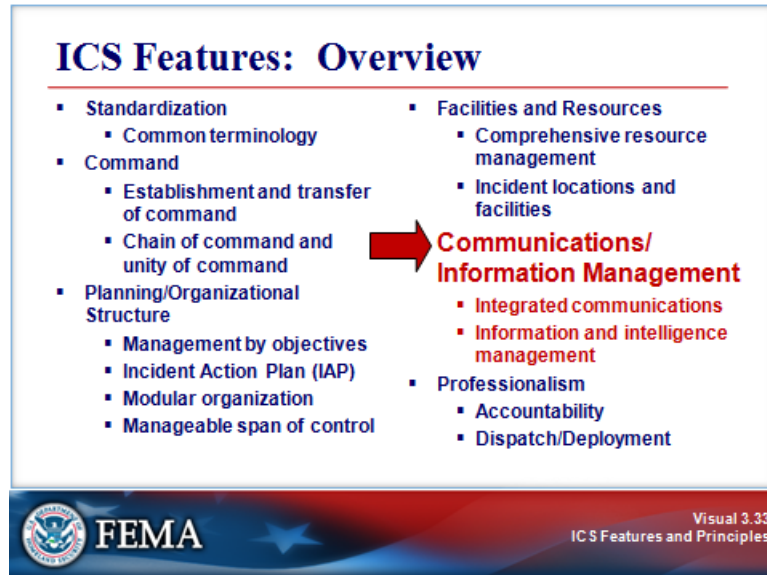 ICS Features: Overview
▪ Standardization
▪ Common terminology
▪ Command
▪ Establishment and transfer
of command
▪ Chain of command and
unity of command
▪ Planning/Organizational
Structure
▪ Management by objectives
▪ Incident Action Plan (IAP)
▪ Modular organization
▪ Manageable span of control
▪ Facilities and Resources
▪ Comprehensive resource
management
▪ Incident locations and
facilities
Communications/
Information Management
▪ Integrated communications
▪ Information and intelligence
management
▪ Professionalism
▪ Accountability
▪ Dispatch/Deployment
FEMA
Visual 3.33
ICS Features and Principles